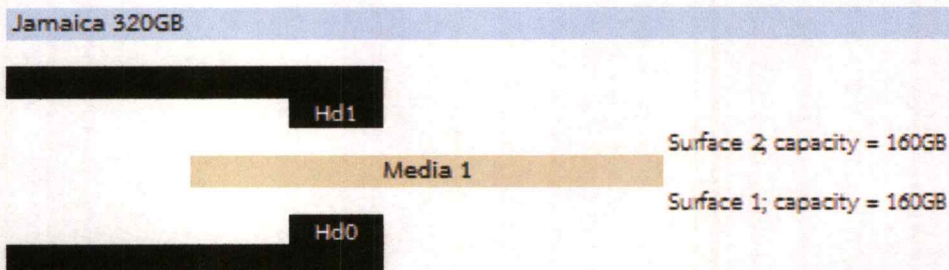 Jamaica 320GB
Hd1
Surface 2; capacity = 160GB
Media 1
Surface 1; capacity = 160GB
Hd0